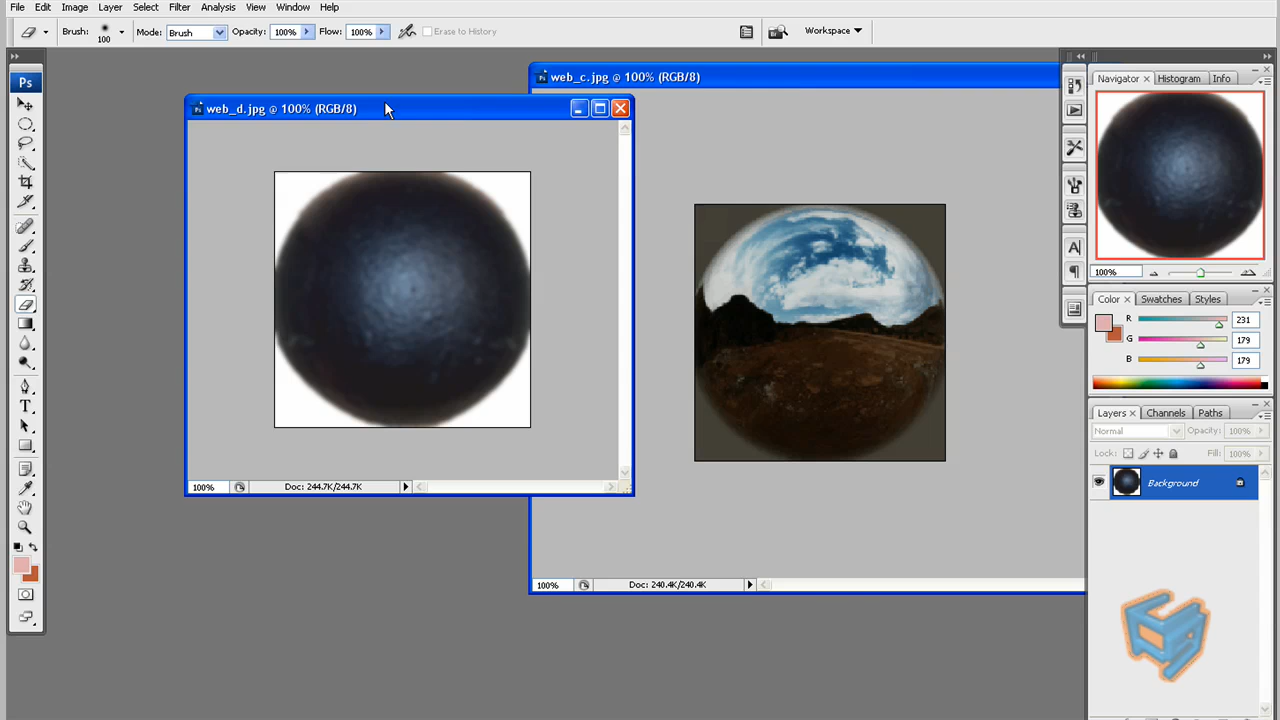 File Edit Image Layer Select Filter Analysis View Window Help
Brush: 100 Mode: Brush Opacity: 100% Flow: 100% Erase to History Workspace
Ps
web_c.jpg @ 100% (RGB/8)
web_d.jpg @ 100% (RGB/8)
Navigator Histogram Info
100%
Color Swatches Styles
R 231
G 179
B 179
Layers Channels Paths
Normal Opacity: 100%
Lock: Fill: 100%
Background
100% Doc: 244.7K/244.7K
100% Doc: 240.4K/240.4K